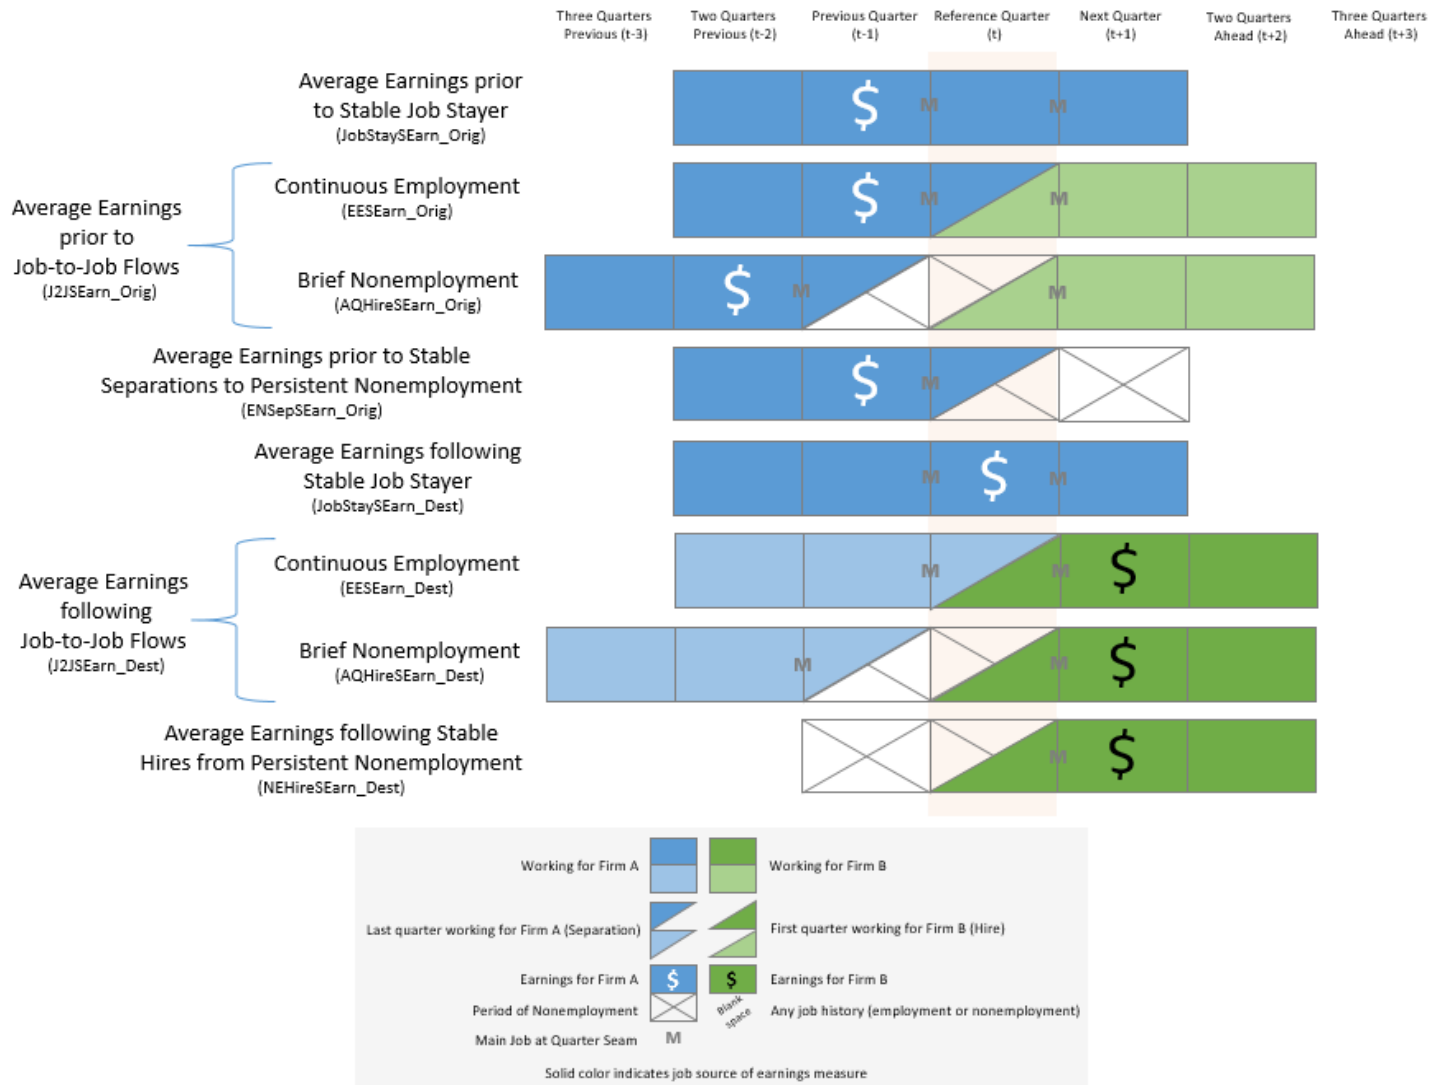 Three Quarters
Previous (t-3)
Two Quarters
Previous (t-2)
Previous Quarter
(t-1)
Reference Quarter
(t)
Next Quarter
(t+1)
Two Quarters
Ahead (t+2)
Three Quarters
Ahead (t+3)
Average Earnings prior
to Stable Job Stayer
(JobStaySEarn_Orig)
$
M
M
Average Earnings
prior to
Job-to-Job Flows
(J2JSEarn_Orig)
Continuous Employment
(EESEarn_Orig)
$
M
M
Brief Nonemployment
(AQHireSEarn_Orig)
$
M
M
Average Earnings prior to Stable
Separations to Persistent Nonemployment
(ENSepSEarn_Orig)
$
M
Average Earnings following
Stable Job Stayer
(JobStaySEarn_Dest)
M
$
M
Average Earnings
following
Job-to-Job Flows
(J2JSEarn_Dest)
Continuous Employment
(EESEarn_Dest)
M
M
$
Brief Nonemployment
(AQHireSEarn_Dest)
M
M
$
Average Earnings following Stable
Hires from Persistent Nonemployment
(NEHireSEarn_Dest)
M
$
Working for Firm A
Working for Firm B
Last quarter working for Firm A (Separation)
First quarter working for Firm B (Hire)
Earnings for Firm A
$
$
Earnings for Firm B
Period of Nonemployment
Blank
space
Any job history (employment or nonemployment)
Main Job at Quarter Seam
M
Solid color indicates job source of earnings measure